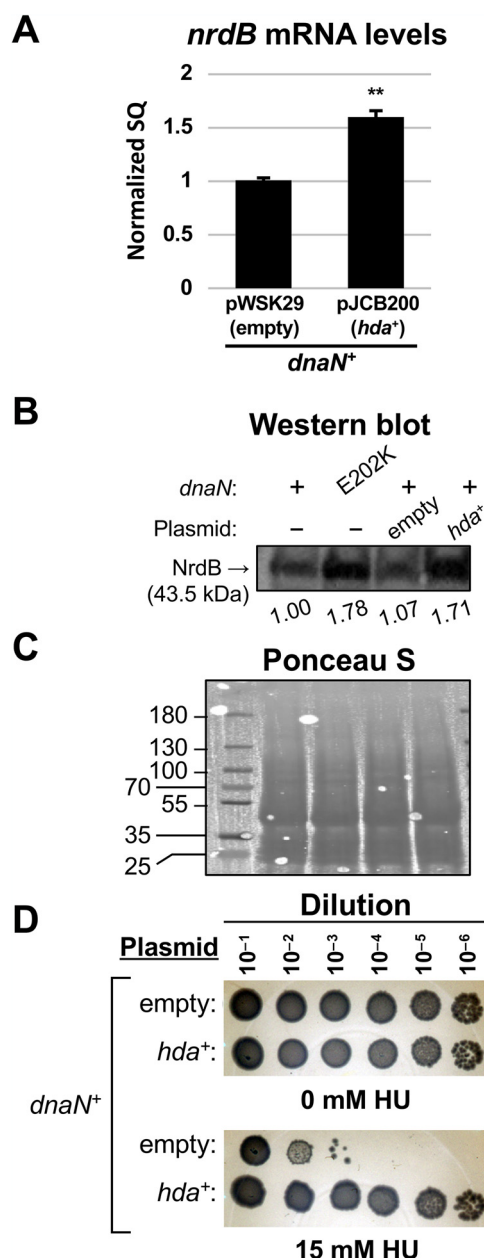 A
nrdB mRNA levels
Normalized SQ
2
1.5
1
0.5
0
**
pWSK29 pJCB200
(empty) (hda⁺)
dnaN⁺
B
Western blot
dnaN: + E202K + +
Plasmid: – – empty hda⁺
NrdB →
(43.5 kDa)
1.00 1.78 1.07 1.71
C
Ponceau S
180
130
100
70
55
35
25
D
Dilution
Plasmid 10⁻¹ 10⁻² 10⁻³ 10⁻⁴ 10⁻⁵ 10⁻⁶
empty:
hda⁺:
0 mM HU
dnaN⁺
empty:
hda⁺:
15 mM HU